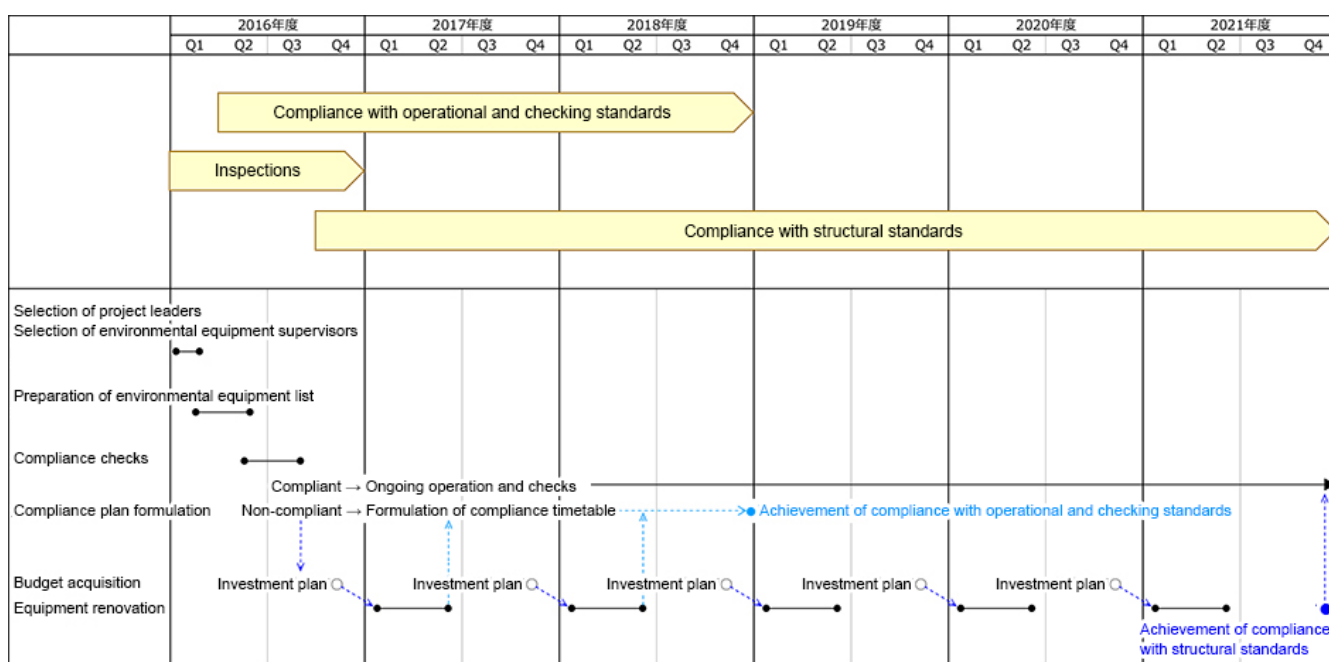 2016年度 2017年度 2018年度 2019年度 2020年度 2021年度
Q1 Q2 Q3 Q4 Q1 Q2 Q3 Q4 Q1 Q2 Q3 Q4 Q1 Q2 Q3 Q4 Q1 Q2 Q3 Q4 Q1 Q2 Q3 Q4
Compliance with operational and checking standards
Inspections
Compliance with structural standards
Selection of project leaders
Selection of environmental equipment supervisors
Preparation of environmental equipment list
Compliance checks
Compliant → Ongoing operation and checks
Compliance plan formulation Non-compliant → Formulation of compliance timetable Achievement of compliance with operational and checking standards
Budget acquisition Investment plan Investment plan Investment plan Investment plan Investment plan
Equipment renovation
Achievement of compliance
with structural standards